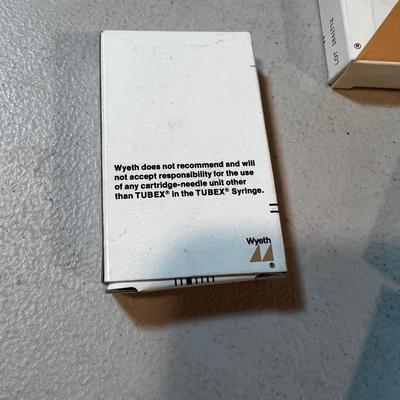 Wyeth does not recommend and will
not accept responsibility for the use
of any cartridge-needle unit other
than TUBEX® in the TUBEX® Syringe.
Wyeth
®
®